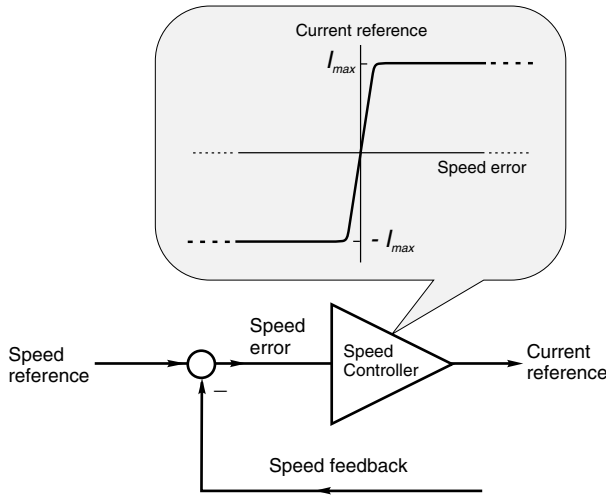 Current reference
Imax
Speed error
- Imax
Speed
reference
Speed
error
Speed
Controller
Current
reference
–
Speed feedback